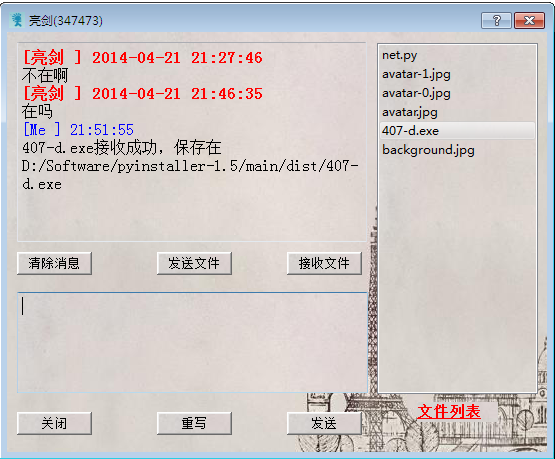 亮剑(347473)
[亮剑 ] 2014-04-21 21:27:46
不在啊
[亮剑 ] 2014-04-21 21:46:35
在吗
[Me ] 21:51:55
407-d.exe接收成功，保存在
D:/Software/pyinstaller-1.5/main/dist/407-
d.exe
清除消息
发送文件
接收文件
关闭
重写
发送
net.py
avatar-1.jpg
avatar-0.jpg
avatar.jpg
407-d.exe
background.jpg
文件列表